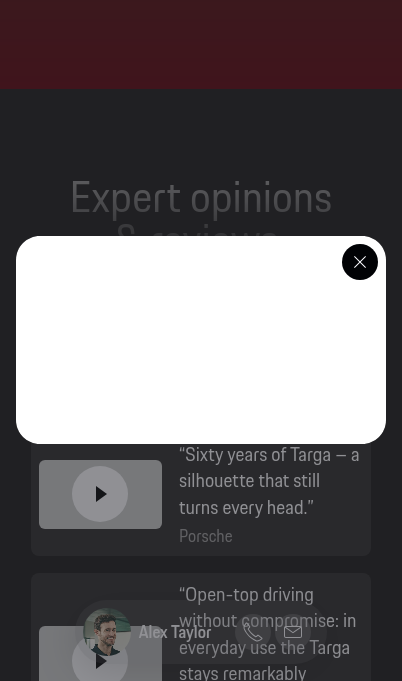 Expert opinions
& reviews
“Sixty years of Targa – a
silhouette that still
turns every head.”
Porsche
“Open-top driving
without compromise: in
everyday use the Targa
stays remarkably
Alex Taylor